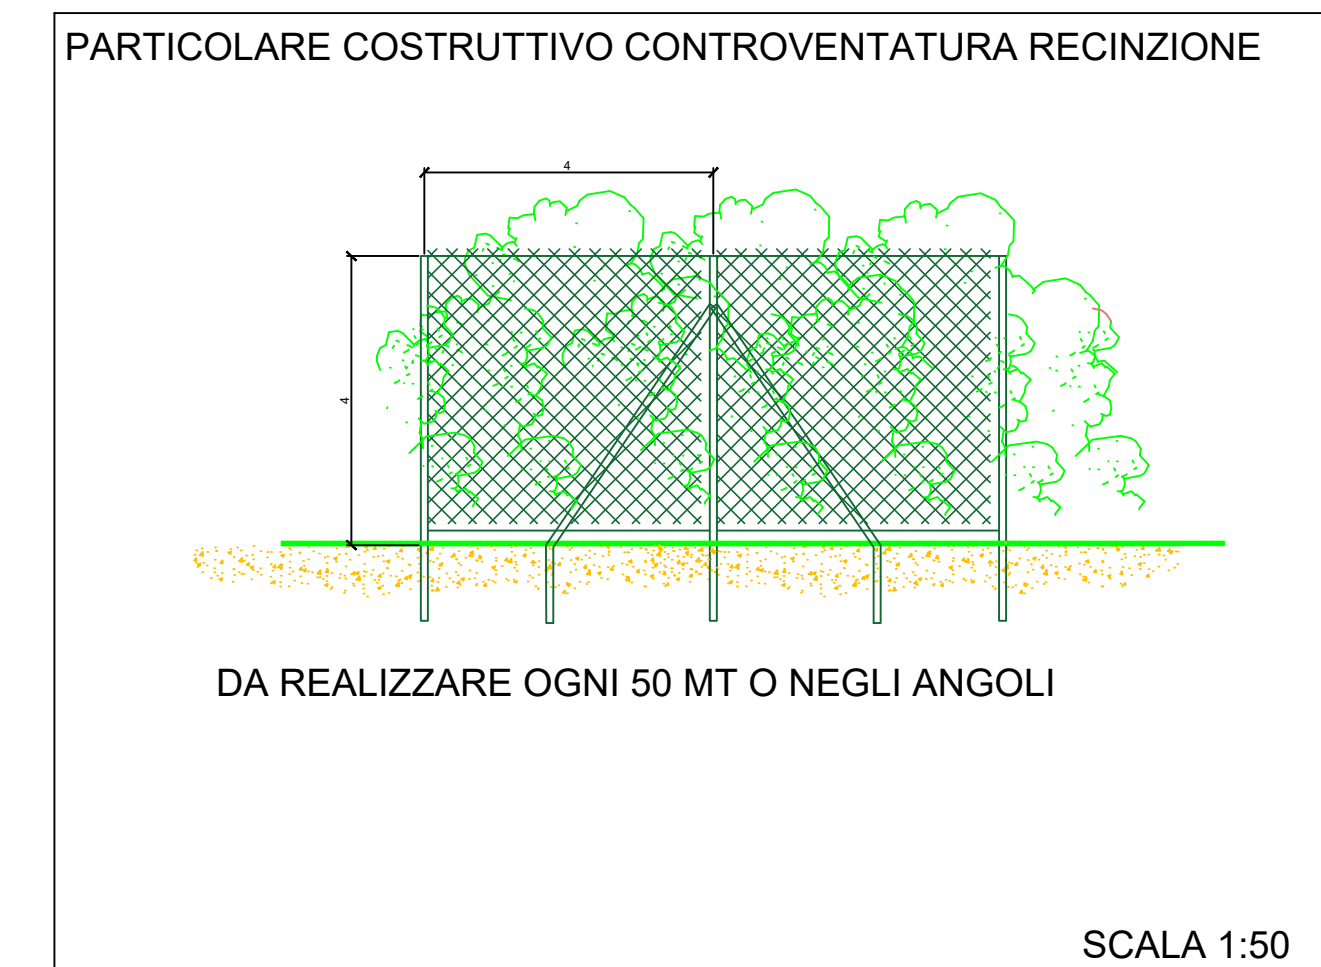 PARTICOLARE COSTRUTTIVO CONTROVENTATURA RECINZIONE
4
4
DA REALIZZARE OGNI 50 MT O NEGLI ANGOLI
SCALA 1:50